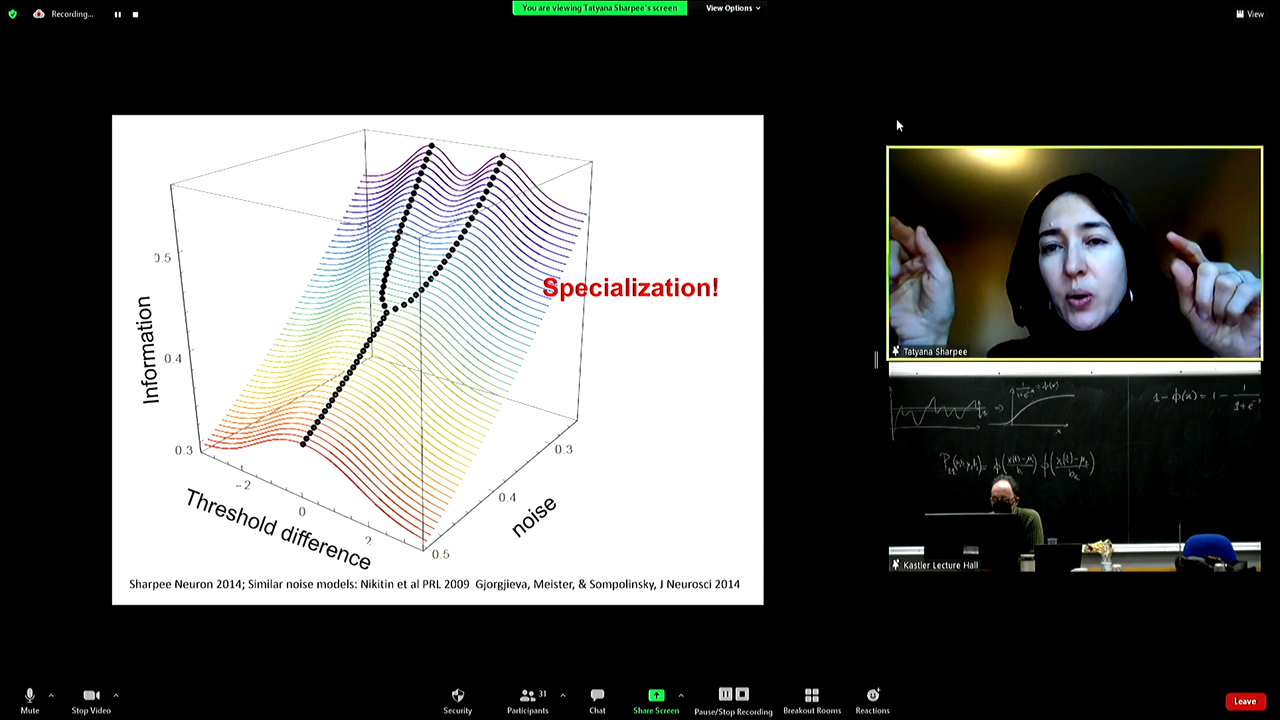 Recording...
You are viewing Tatyana Sharpee's screen
View Options
View
0.5
0.4
0.3
Information
−2
0
2
Threshold difference
0.3
0.4
0.5
noise
Specialization!
Sharpee Neuron 2014; Similar noise models: Nikitin et al PRL 2009 Gjorgjieva, Meister, & Sompolinsky, J Neurosci 2014
Tatyana Sharpee
1 - ϕ(x) = 1 -
x
Kastler Lecture Hall
Mute
Stop Video
Security
Participants
31
Chat
Share Screen
Pause/Stop Recording
Breakout Rooms
Reactions
Leave